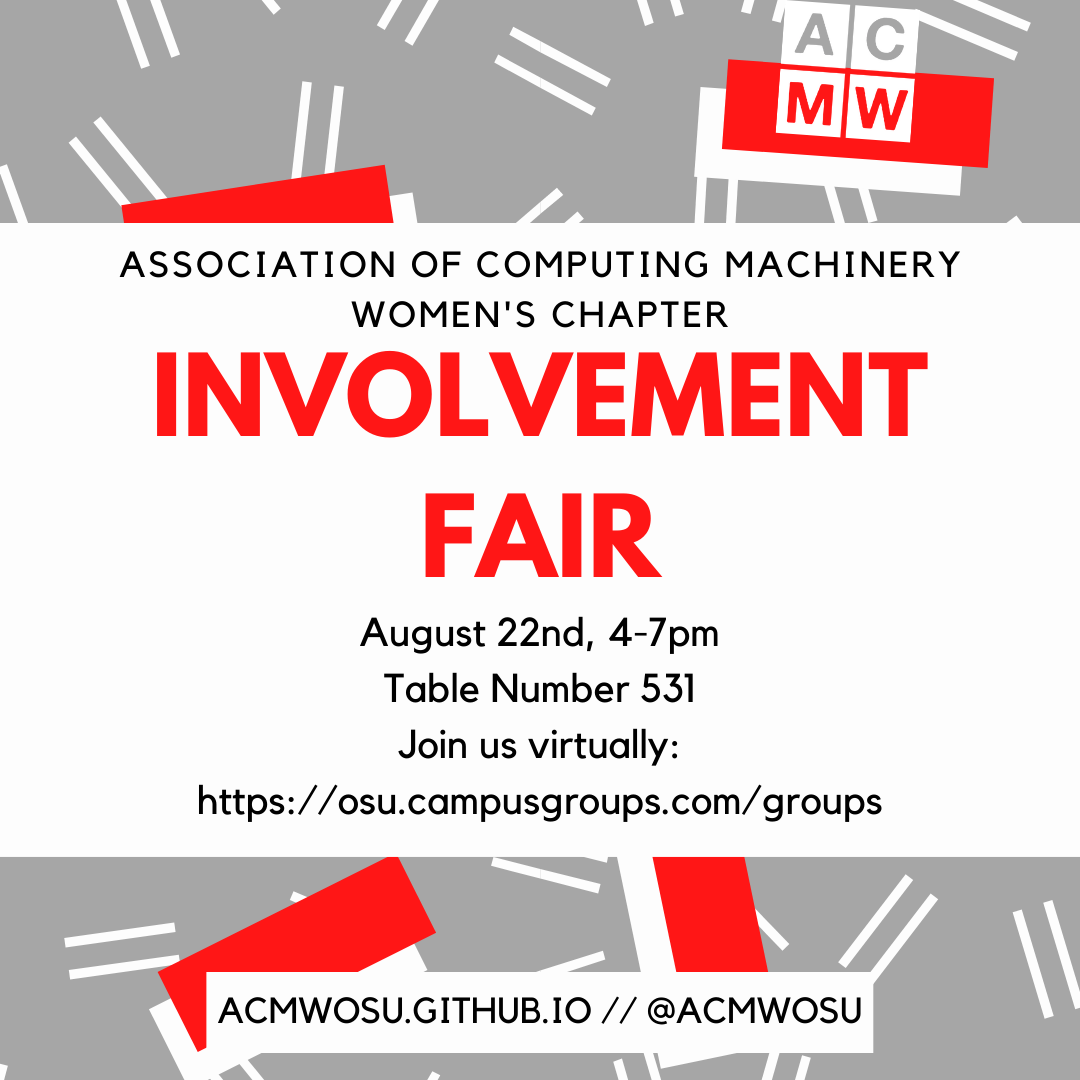 A C
M W
ASSOCIATION OF COMPUTING MACHINERY
WOMEN'S CHAPTER
INVOLVEMENT
FAIR
August 22nd, 4-7pm
Table Number 531
Join us virtually:
https://osu.campusgroups.com/groups
ACMWOSU.GITHUB.IO // @ACMWOSU